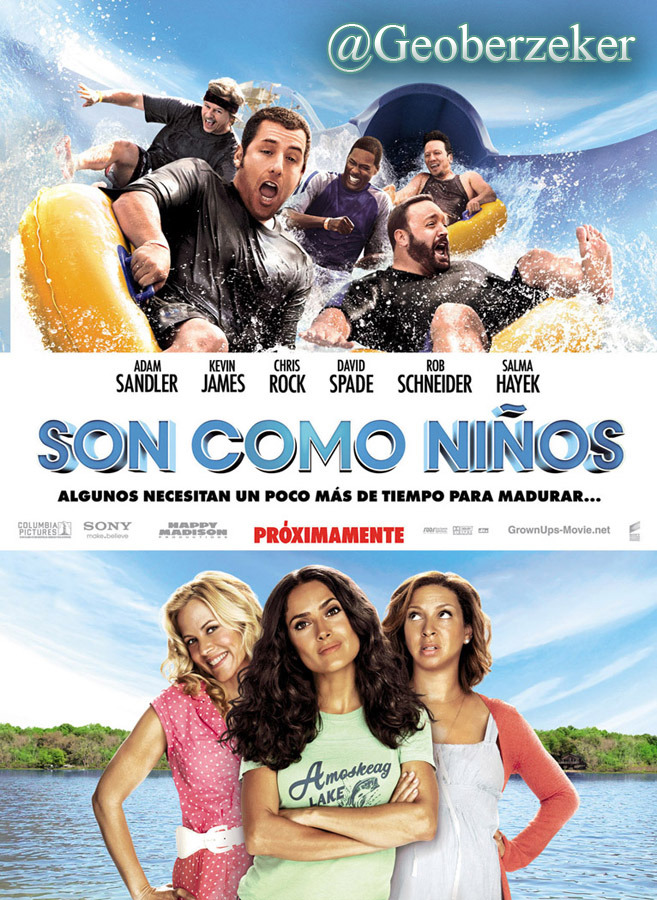 @Geoberzeker
ADAM SANDLER KEVIN JAMES CHRIS ROCK DAVID SPADE ROB SCHNEIDER SALMA HAYEK
SON COMO NIÑOS
ALGUNOS NECESITAN UN POCO MÁS DE TIEMPO PARA MADURAR...
COLUMBIA PICTURES SONY make.believe HAPPY MADISON PRODUCTIONS PRÓXIMAMENTE GrownUps-Movie.net
Amoskeag
LAKE